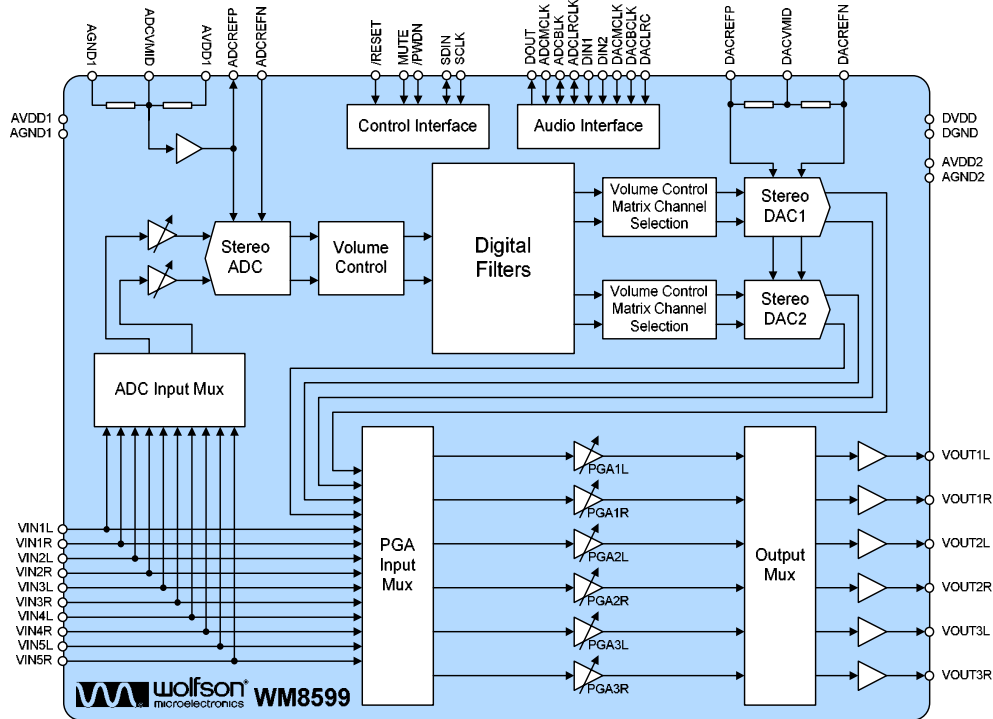 AGND1
ADCVMID
AVDD1
ADCREFP
ADCREFN
/RESET
MUTE
/PWDN
SDIN
SCLK
DOUT
ADCMCLK
ADCBLK
ADCLRCLK
DIN1
DIN2
DACMCLK
DACBCLK
DACLRC
DACREFP
DACVMID
DACREFN
AVDD1
AGND1
Control Interface
Audio Interface
DVDD
DGND
AVDD2
AGND2
Stereo
ADC
Volume
Control
Digital
Filters
Volume Control
Matrix Channel
Selection
Stereo
DAC1
Volume Control
Matrix Channel
Selection
Stereo
DAC2
ADC Input Mux
VIN1L
VIN1R
VIN2L
VIN2R
VIN3L
VIN3R
VIN4L
VIN4R
VIN5L
VIN5R
PGA
Input
Mux
PGA1L
PGA1R
PGA2L
PGA2R
PGA3L
PGA3R
Output
Mux
VOUT1L
VOUT1R
VOUT2L
VOUT2R
VOUT3L
VOUT3R
wolfson®
microelectronics
WM8599